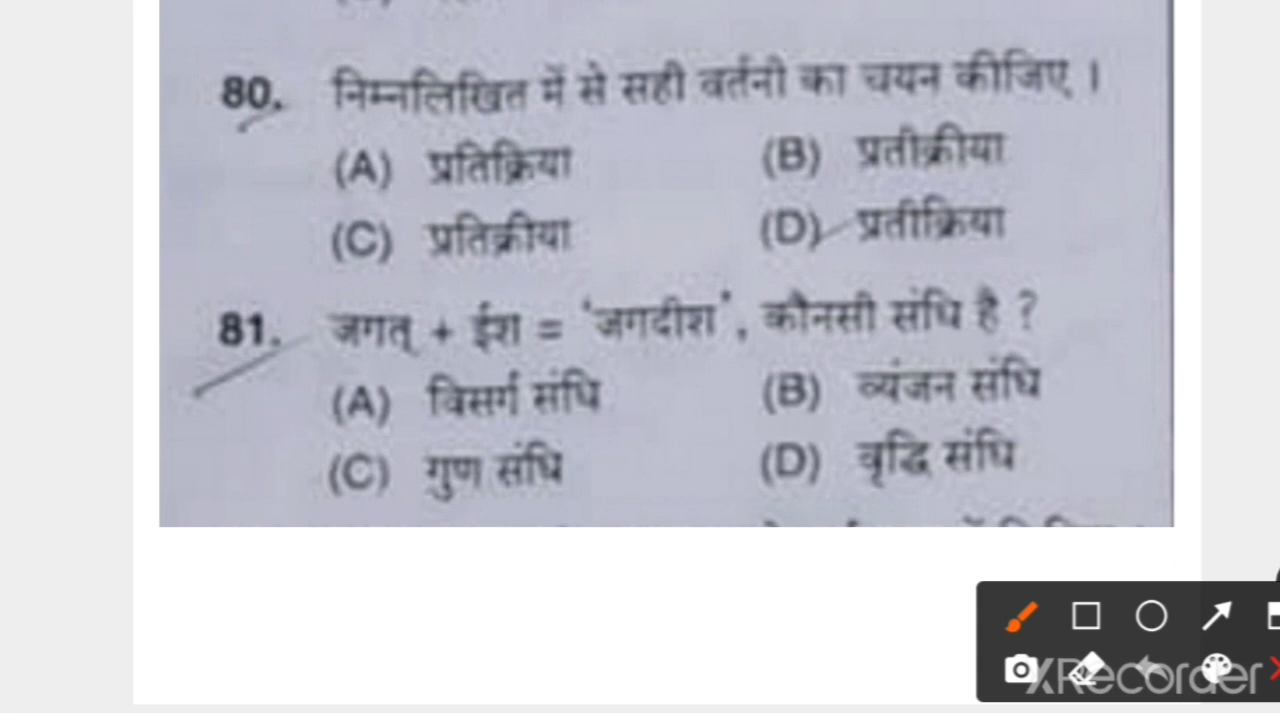 80. निम्नलिखित में से सही वर्तनी का चयन कीजिए ।
(A) प्रतिक्रिया (B) प्रतीक्रीया
(C) प्रतिक्रीया (D) प्रतीक्रिया
81. जगत् + ईश = 'जगदीश', कौनसी संधि है ?
(A) विसर्ग संधि (B) व्यंजन संधि
(C) गुण संधि (D) वृद्धि संधि
XRecorder